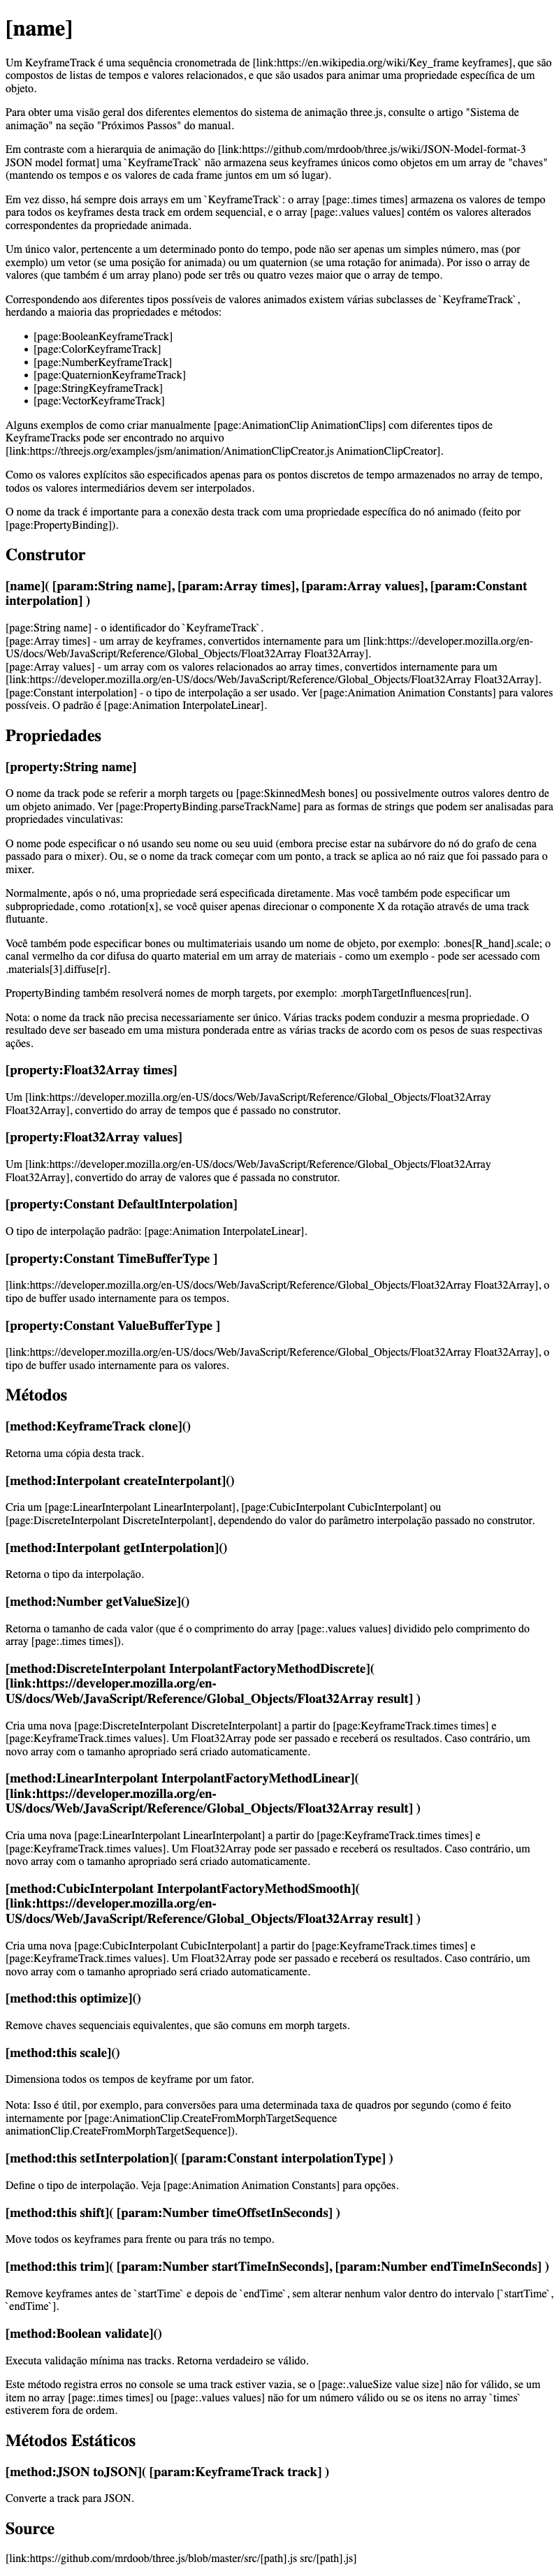 [name]
Um KeyframeTrack é uma sequência cronometrada de [link:https://en.wikipedia.org/wiki/Key_frame keyframes], que são
compostos de listas de tempos e valores relacionados, e que são usados para animar uma propriedade específica de um
objeto.
Para obter uma visão geral dos diferentes elementos do sistema de animação three.js, consulte o artigo "Sistema de
animação" na seção "Próximos Passos" do manual.
Em contraste com a hierarquia de animação do [link:https://github.com/mrdoob/three.js/wiki/JSON-Model-format-3
JSON model format] uma `KeyframeTrack` não armazena seus keyframes únicos como objetos em um array de "chaves"
(mantendo os tempos e os valores de cada frame juntos em um só lugar).
Em vez disso, há sempre dois arrays em um `KeyframeTrack`: o array [page:.times times] armazena os valores de tempo
para todos os keyframes desta track em ordem sequencial, e o array [page:.values values] contém os valores alterados
correspondentes da propriedade animada.
Um único valor, pertencente a um determinado ponto do tempo, pode não ser apenas um simples número, mas (por
exemplo) um vetor (se uma posição for animada) ou um quaternion (se uma rotação for animada). Por isso o array de
valores (que também é um array plano) pode ser três ou quatro vezes maior que o array de tempo.
Correspondendo aos diferentes tipos possíveis de valores animados existem várias subclasses de `KeyframeTrack`,
herdando a maioria das propriedades e métodos:
• [page:BooleanKeyframeTrack]
• [page:ColorKeyframeTrack]
• [page:NumberKeyframeTrack]
• [page:QuaternionKeyframeTrack]
• [page:StringKeyframeTrack]
• [page:VectorKeyframeTrack]
Alguns exemplos de como criar manualmente [page:AnimationClip AnimationClips] com diferentes tipos de
KeyframeTracks pode ser encontrado no arquivo
[link:https://threejs.org/examples/jsm/animation/AnimationClipCreator.js AnimationClipCreator].
Como os valores explícitos são especificados apenas para os pontos discretos de tempo armazenados no array de tempo,
todos os valores intermediários devem ser interpolados.
O nome da track é importante para a conexão desta track com uma propriedade específica do nó animado (feito por
[page:PropertyBinding]).
Construtor
[name]( [param:String name], [param:Array times], [param:Array values], [param:Constant
interpolation] )
[page:String name] - o identificador do `KeyframeTrack`.
[page:Array times] - um array de keyframes, convertidos internamente para um [link:https://developer.mozilla.org/en-
US/docs/Web/JavaScript/Reference/Global_Objects/Float32Array Float32Array].
[page:Array values] - um array com os valores relacionados ao array times, convertidos internamente para um
[link:https://developer.mozilla.org/en-US/docs/Web/JavaScript/Reference/Global_Objects/Float32Array Float32Array].
[page:Constant interpolation] - o tipo de interpolação a ser usado. Ver [page:Animation Animation Constants] para valores
possíveis. O padrão é [page:Animation InterpolateLinear].
Propriedades
[property:String name]
O nome da track pode se referir a morph targets ou [page:SkinnedMesh bones] ou possivelmente outros valores dentro de
um objeto animado. Ver [page:PropertyBinding.parseTrackName] para as formas de strings que podem ser analisadas para
propriedades vinculativas:
O nome pode especificar o nó usando seu nome ou seu uuid (embora precise estar na subárvore do nó do grafo de cena
passado para o mixer). Ou, se o nome da track começar com um ponto, a track se aplica ao nó raiz que foi passado para o
mixer.
Normalmente, após o nó, uma propriedade será especificada diretamente. Mas você também pode especificar um
subpropriedade, como .rotation[x], se você quiser apenas direcionar o componente X da rotação através de uma track
flutuante.
Você também pode especificar bones ou multimateriais usando um nome de objeto, por exemplo: .bones[R_hand].scale; o
canal vermelho da cor difusa do quarto material em um array de materiais - como um exemplo - pode ser acessado com
.materials[3].diffuse[r].
PropertyBinding também resolverá nomes de morph targets, por exemplo: .morphTargetInfluences[run].
Nota: o nome da track não precisa necessariamente ser único. Várias tracks podem conduzir a mesma propriedade. O
resultado deve ser baseado em uma mistura ponderada entre as várias tracks de acordo com os pesos de suas respectivas
ações.
[property:Float32Array times]
Um [link:https://developer.mozilla.org/en-US/docs/Web/JavaScript/Reference/Global_Objects/Float32Array
Float32Array], convertido do array de tempos que é passado no construtor.
[property:Float32Array values]
Um [link:https://developer.mozilla.org/en-US/docs/Web/JavaScript/Reference/Global_Objects/Float32Array
Float32Array], convertido do array de valores que é passada no construtor.
[property:Constant DefaultInterpolation]
O tipo de interpolação padrão: [page:Animation InterpolateLinear].
[property:Constant TimeBufferType ]
[link:https://developer.mozilla.org/en-US/docs/Web/JavaScript/Reference/Global_Objects/Float32Array Float32Array], o
tipo de buffer usado internamente para os tempos.
[property:Constant ValueBufferType ]
[link:https://developer.mozilla.org/en-US/docs/Web/JavaScript/Reference/Global_Objects/Float32Array Float32Array], o
tipo de buffer usado internamente para os valores.
Métodos
[method:KeyframeTrack clone]()
Retorna uma cópia desta track.
[method:Interpolant createInterpolant]()
Cria um [page:LinearInterpolant LinearInterpolant], [page:CubicInterpolant CubicInterpolant] ou
[page:DiscreteInterpolant DiscreteInterpolant], dependendo do valor do parâmetro interpolação passado no construtor.
[method:Interpolant getInterpolation]()
Retorna o tipo da interpolação.
[method:Number getValueSize]()
Retorna o tamanho de cada valor (que é o comprimento do array [page:.values values] dividido pelo comprimento do
array [page:.times times]).
[method:DiscreteInterpolant InterpolantFactoryMethodDiscrete](
[link:https://developer.mozilla.org/en-
US/docs/Web/JavaScript/Reference/Global_Objects/Float32Array result] )
Cria uma nova [page:DiscreteInterpolant DiscreteInterpolant] a partir do [page:KeyframeTrack.times times] e
[page:KeyframeTrack.times values]. Um Float32Array pode ser passado e receberá os resultados. Caso contrário, um
novo array com o tamanho apropriado será criado automaticamente.
[method:LinearInterpolant InterpolantFactoryMethodLinear](
[link:https://developer.mozilla.org/en-
US/docs/Web/JavaScript/Reference/Global_Objects/Float32Array result] )
Cria uma nova [page:LinearInterpolant LinearInterpolant] a partir do [page:KeyframeTrack.times times] e
[page:KeyframeTrack.times values]. Um Float32Array pode ser passado e receberá os resultados. Caso contrário, um
novo array com o tamanho apropriado será criado automaticamente.
[method:CubicInterpolant InterpolantFactoryMethodSmooth](
[link:https://developer.mozilla.org/en-
US/docs/Web/JavaScript/Reference/Global_Objects/Float32Array result] )
Cria uma nova [page:CubicInterpolant CubicInterpolant] a partir do [page:KeyframeTrack.times times] e
[page:KeyframeTrack.times values]. Um Float32Array pode ser passado e receberá os resultados. Caso contrário, um
novo array com o tamanho apropriado será criado automaticamente.
[method:this optimize]()
Remove chaves sequenciais equivalentes, que são comuns em morph targets.
[method:this scale]()
Dimensiona todos os tempos de keyframe por um fator.
Nota: Isso é útil, por exemplo, para conversões para uma determinada taxa de quadros por segundo (como é feito
internamente por [page:AnimationClip.CreateFromMorphTargetSequence
animationClip.CreateFromMorphTargetSequence]).
[method:this setInterpolation]( [param:Constant interpolationType] )
Define o tipo de interpolação. Veja [page:Animation Animation Constants] para opções.
[method:this shift]( [param:Number timeOffsetInSeconds] )
Move todos os keyframes para frente ou para trás no tempo.
[method:this trim]( [param:Number startTimeInSeconds], [param:Number endTimeInSeconds] )
Remove keyframes antes de `startTime` e depois de `endTime`, sem alterar nenhum valor dentro do intervalo [`startTime`,
`endTime`].
[method:Boolean validate]()
Executa validação mínima nas tracks. Retorna verdadeiro se válido.
Este método registra erros no console se uma track estiver vazia, se o [page:.valueSize value size] não for válido, se um
item no array [page:.times times] ou [page:.values values] não for um número válido ou se os itens no array `times`
estiverem fora de ordem.
Métodos Estáticos
[method:JSON toJSON]( [param:KeyframeTrack track] )
Converte a track para JSON.
Source
[link:https://github.com/mrdoob/three.js/blob/master/src/[path].js src/[path].js]